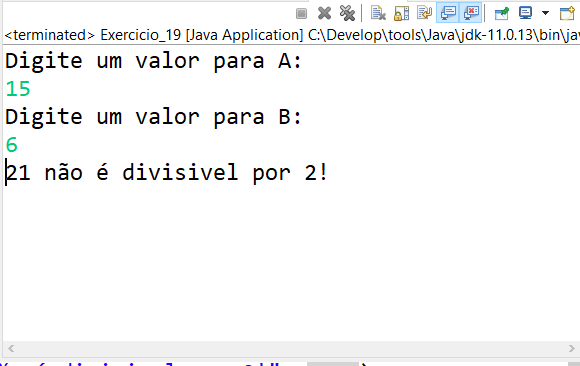 <terminated> Exercicio_19 [Java Application] C:\Develop\tools\Java\jdk-11.0.13\bin\jav
Digite um valor para A:
15
Digite um valor para B:
6
21 não é divisivel por 2!